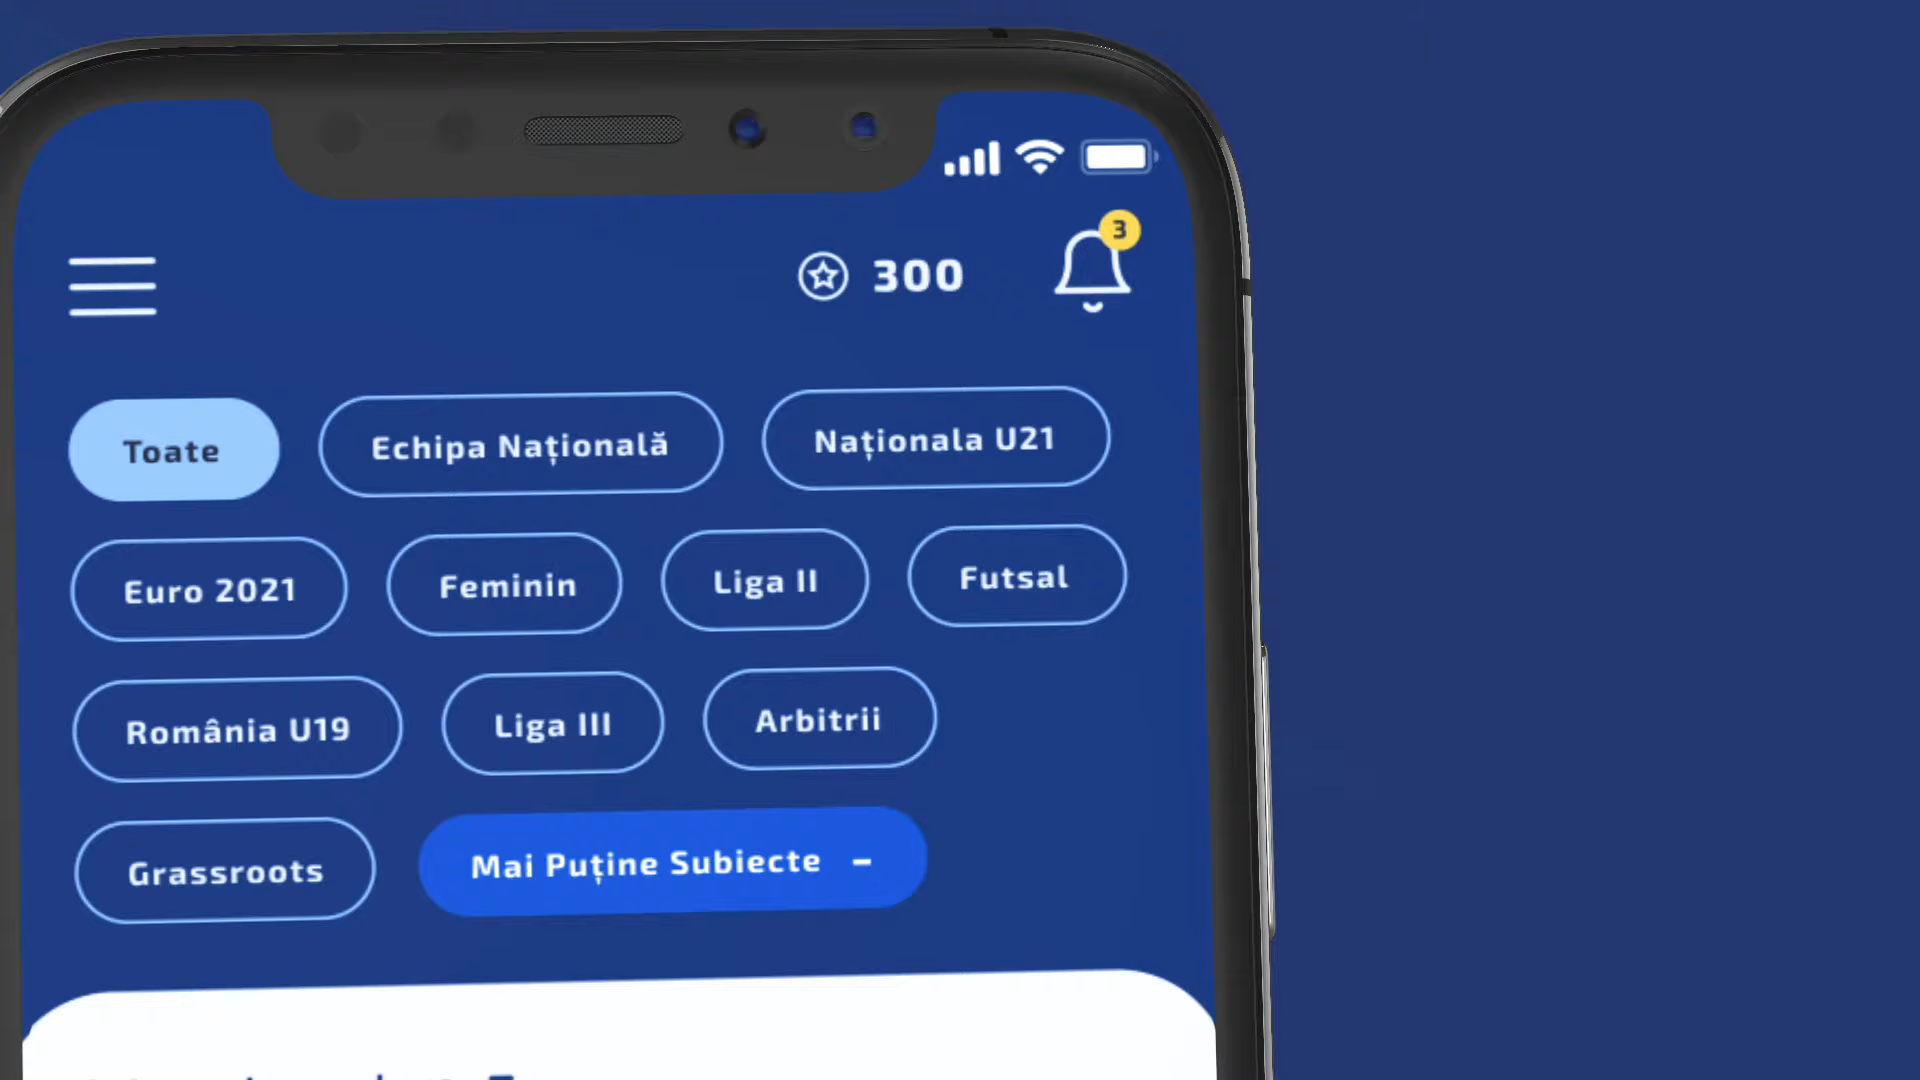 3
300
Toate Echipa Națională Naționala U21
Euro 2021 Feminin Liga II Futsal
România U19 Liga III Arbitrii
Grassroots Mai Puține Subiecte –